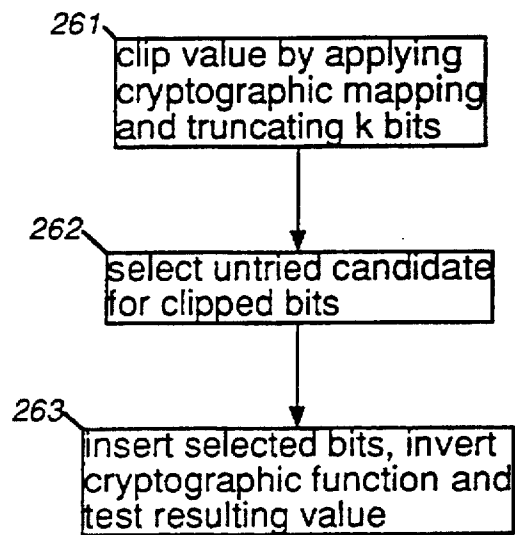 261
clip value by applying
cryptographic mapping
and truncating k bits
262
select untried candidate
for clipped bits
263
insert selected bits, invert
cryptographic function and
test resulting value